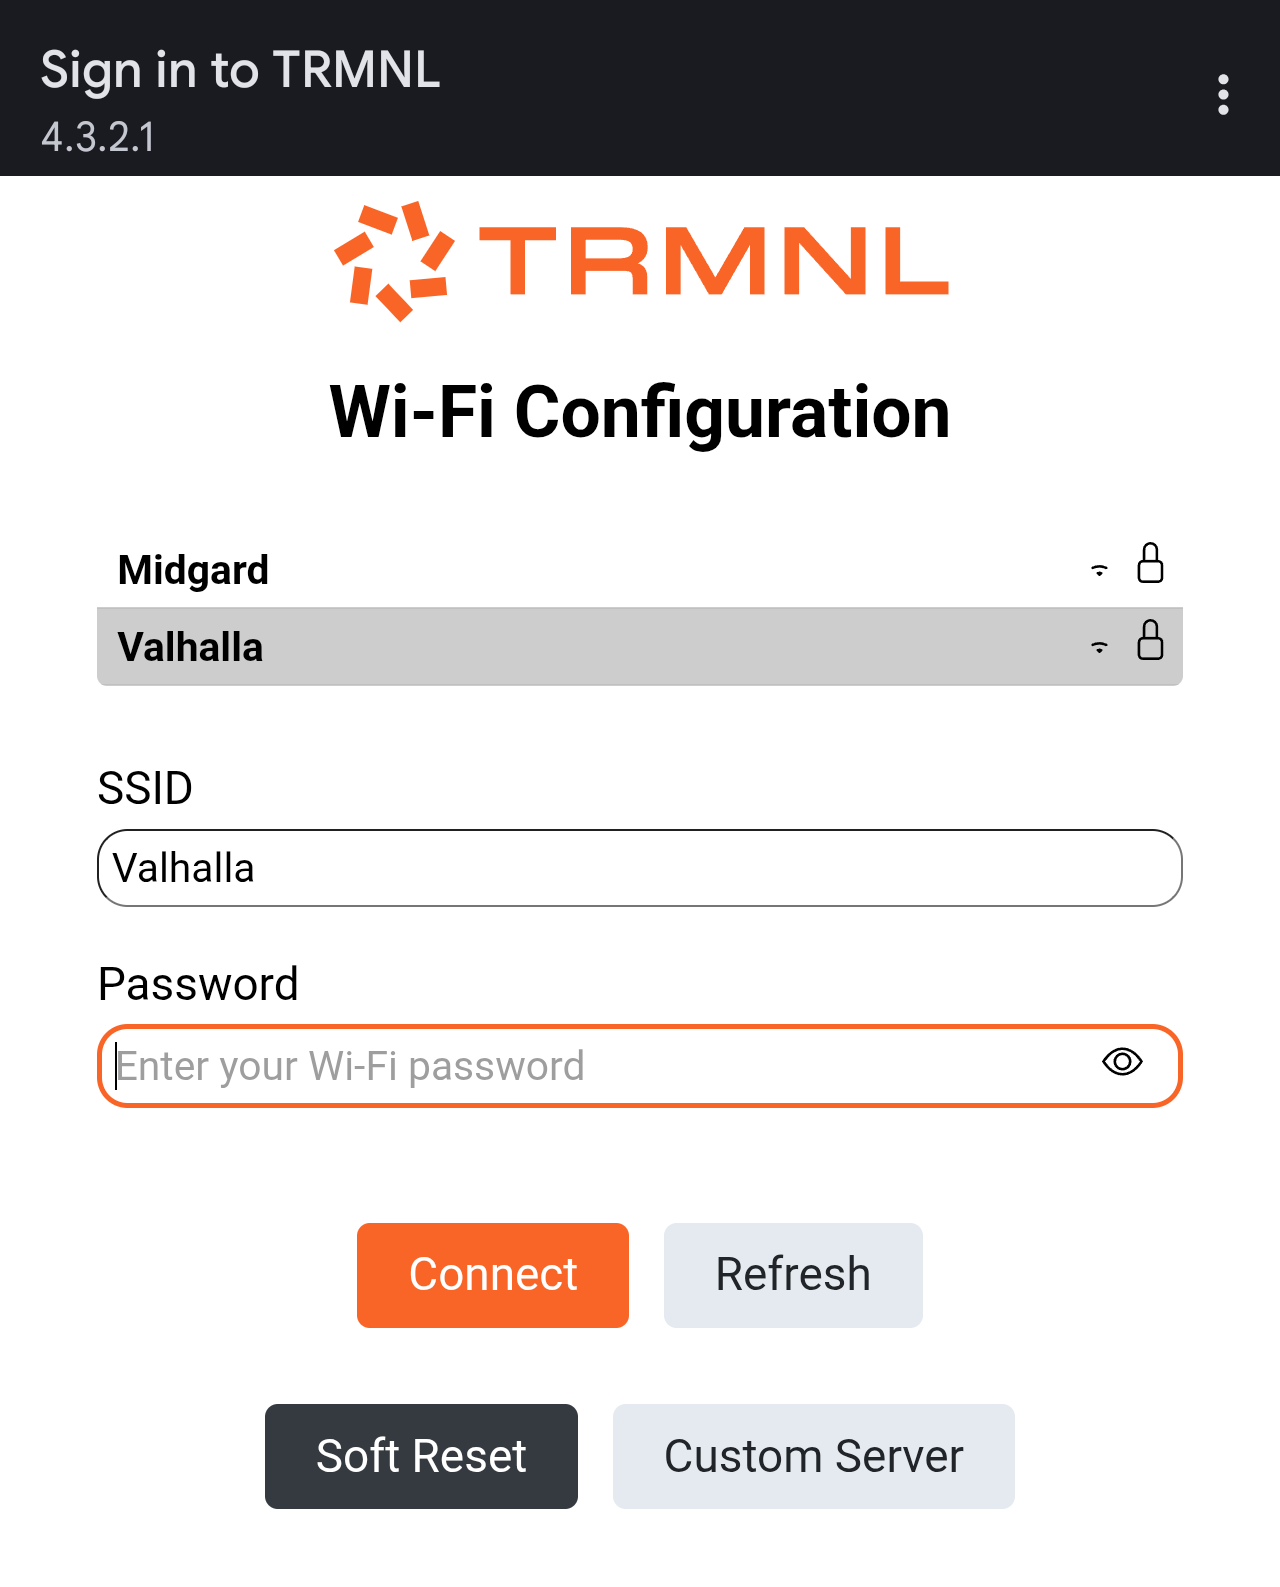 Sign in to TRMNL
4.3.2.1
TRMNL
Wi-Fi Configuration
Midgard
Valhalla
SSID
Valhalla
Password
Enter your Wi-Fi password
Connect
Refresh
Soft Reset
Custom Server